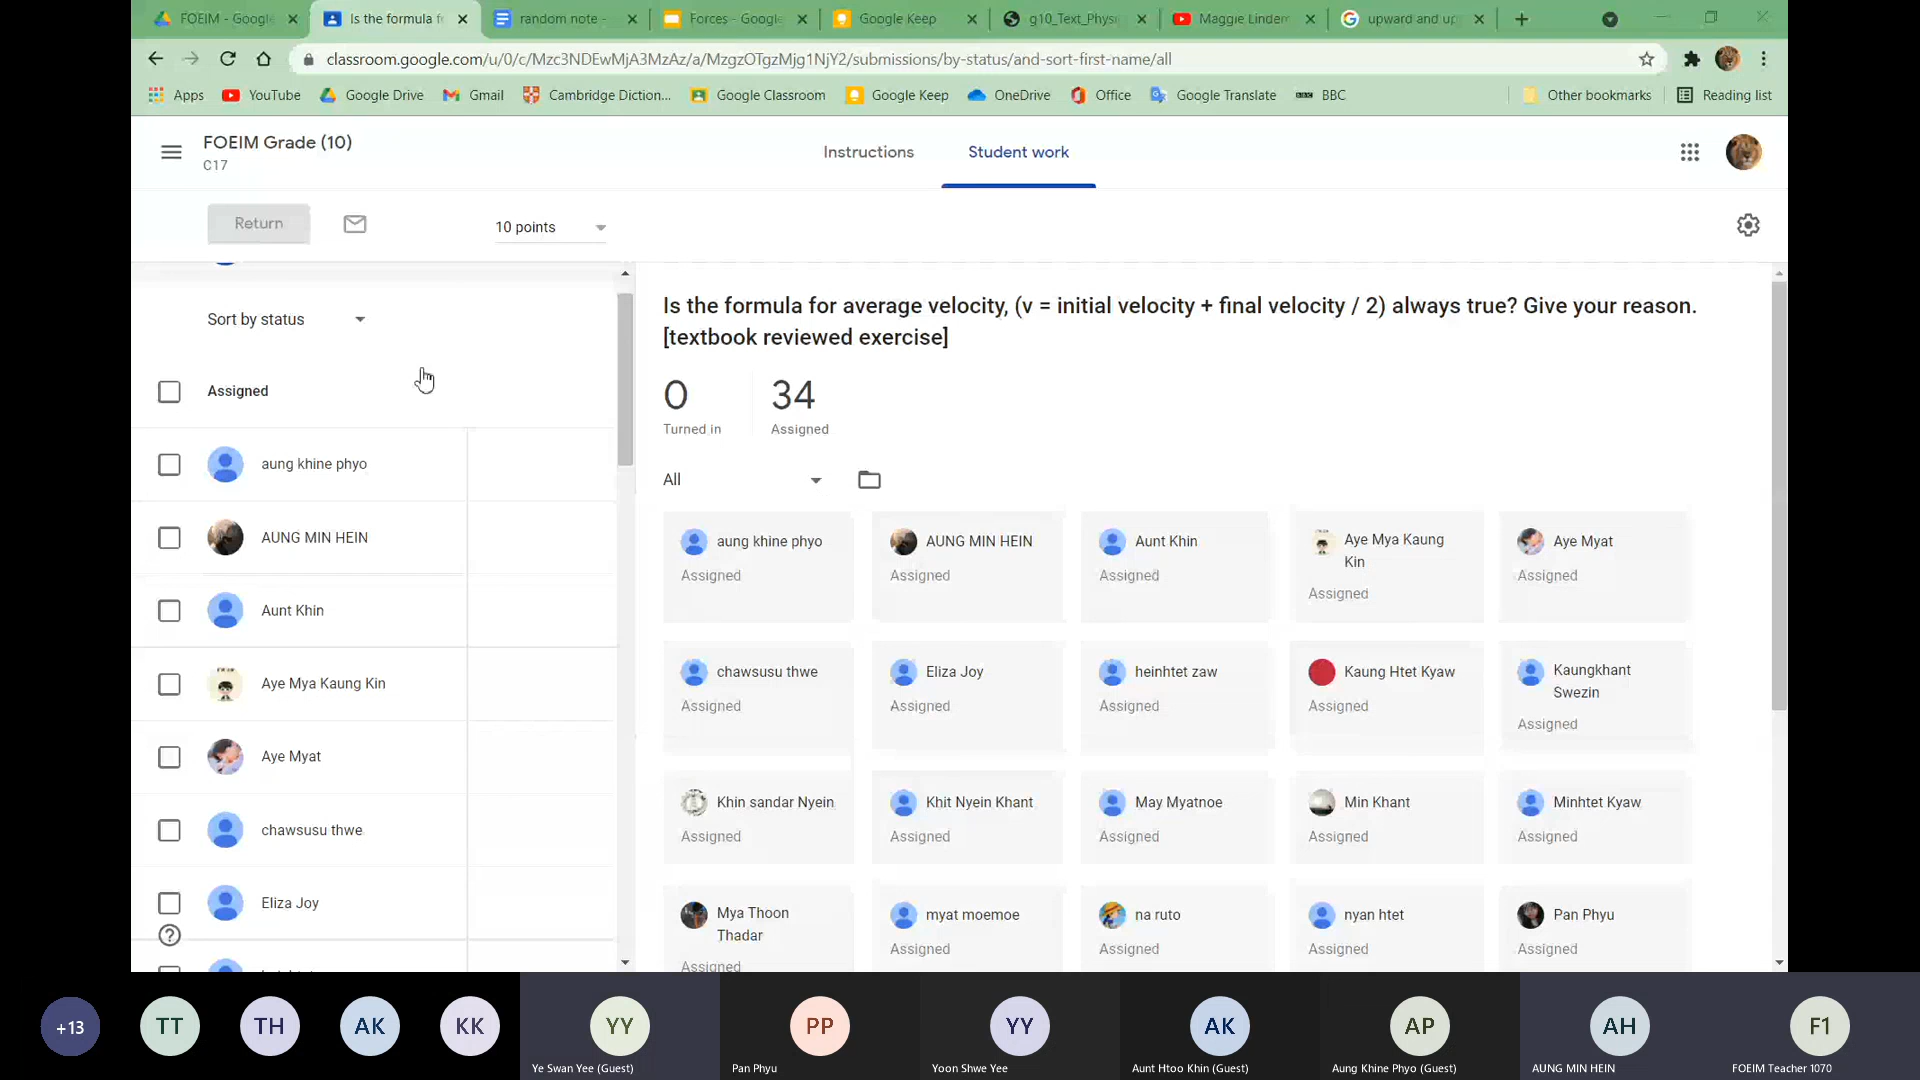 FOEIM - Google
Is the formula f
random note -
Forces - Google
Google Keep
g10_Text_Physi
Maggie Lindem
upward and up
classroom.google.com/u/0/c/Mzc3NDEwMjA3MzAz/a/MzgzOTgzMjg1NjY2/submissions/by-status/and-sort-first-name/all
Apps
YouTube
Google Drive
Gmail
Cambridge Diction...
Google Classroom
Google Keep
OneDrive
Office
Google Translate
BBC
Other bookmarks
Reading list
FOEIM Grade (10)
C17
Instructions
Student work
Return
10 points
Sort by status
Assigned
aung khine phyo
AUNG MIN HEIN
Aunt Khin
Aye Mya Kaung Kin
Aye Myat
chawsusu thwe
Eliza Joy
Is the formula for average velocity, (v = initial velocity + final velocity / 2) always true? Give your reason.
[textbook reviewed exercise]
0
Turned in
34
Assigned
All
aung khine phyo
Assigned
AUNG MIN HEIN
Assigned
Aunt Khin
Assigned
Aye Mya Kaung
Kin
Assigned
Aye Myat
Assigned
chawsusu thwe
Assigned
Eliza Joy
Assigned
heinhtet zaw
Assigned
Kaung Htet Kyaw
Assigned
Kaungkhant
Swezin
Assigned
Khin sandar Nyein
Assigned
Khit Nyein Khant
Assigned
May Myatnoe
Assigned
Min Khant
Assigned
Minhtet Kyaw
Assigned
Mya Thoon
Thadar
Assigned
myat moemoe
Assigned
na ruto
Assigned
nyan htet
Assigned
Pan Phyu
Assigned
+13
TT
TH
AK
KK
YY
Ye Swan Yee (Guest)
PP
Pan Phyu
YY
Yoon Shwe Yee
AK
Aunt Htoo Khin (Guest)
AP
Aung Khine Phyo (Guest)
AH
AUNG MIN HEIN
F1
FOEIM Teacher 1070